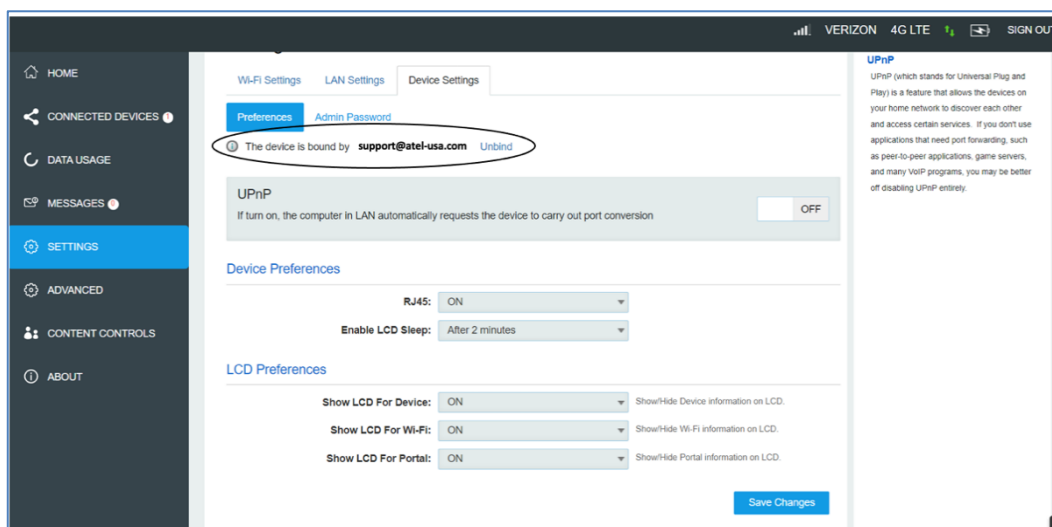 VERIZON 4G LTE SIGN OUT
HOME
CONNECTED DEVICES
DATA USAGE
MESSAGES
SETTINGS
ADVANCED
CONTENT CONTROLS
ABOUT
Wi-Fi Settings LAN Settings Device Settings
Preferences Admin Password
The device is bound by support@atel-usa.com Unbind
UPnP
If turn on, the computer in LAN automatically requests the device to carry out port conversion
OFF
Device Preferences
RJ45: ON
Enable LCD Sleep: After 2 minutes
LCD Preferences
Show LCD For Device: ON Show/Hide Device information on LCD.
Show LCD For Wi-Fi: ON Show/Hide Wi-Fi information on LCD.
Show LCD For Portal: ON Show/Hide Portal information on LCD.
Save Changes
UPnP
UPnP (which stands for Universal Plug and
Play) is a feature that allows the devices on
your home network to discover each other
and access certain services. If you don't use
applications that need port forwarding, such
as peer-to-peer applications, game servers,
and many VoIP programs, you may be better
off disabling UPnP entirely.